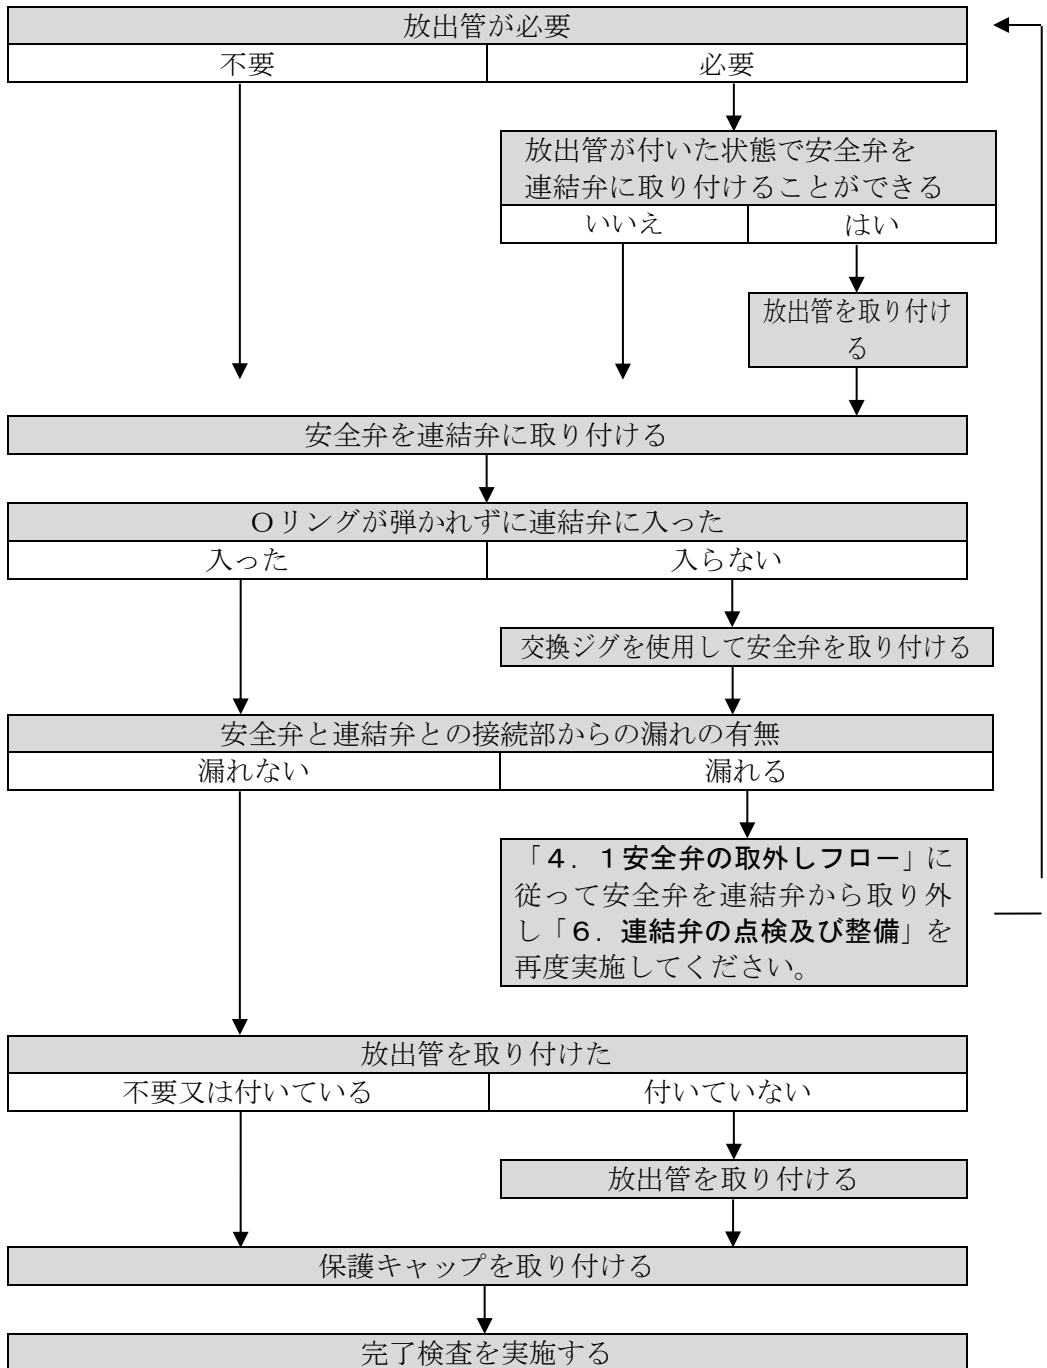 放出管が必要
不要
必要
放出管が付いた状態で安全弁を
連結弁に取り付けることができる
いいえ
はい
放出管を取り付け
る
安全弁を連結弁に取り付ける
Ｏリングが弾かれずに連結弁に入った
入った
入らない
交換ジグを使用して安全弁を取り付ける
安全弁と連結弁との接続部からの漏れの有無
漏れない
漏れる
「４．１安全弁の取外しフロー」に
従って安全弁を連結弁から取り外
し「６．連結弁の点検及び整備」を
再度実施してください。
放出管を取り付けた
不要又は付いている
付いていない
放出管を取り付ける
保護キャップを取り付ける
完了検査を実施する